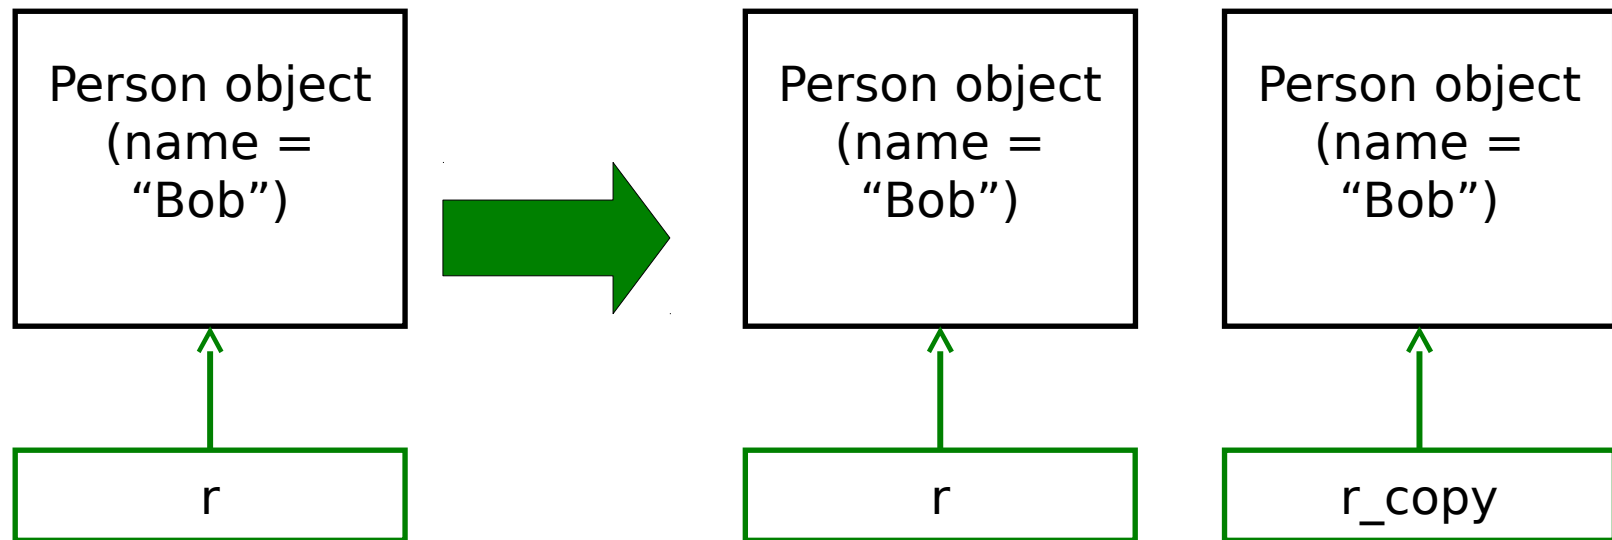 Person object
(name =
“Bob”)
r
Person object
(name =
“Bob”)
r
Person object
(name =
“Bob”)
r_copy